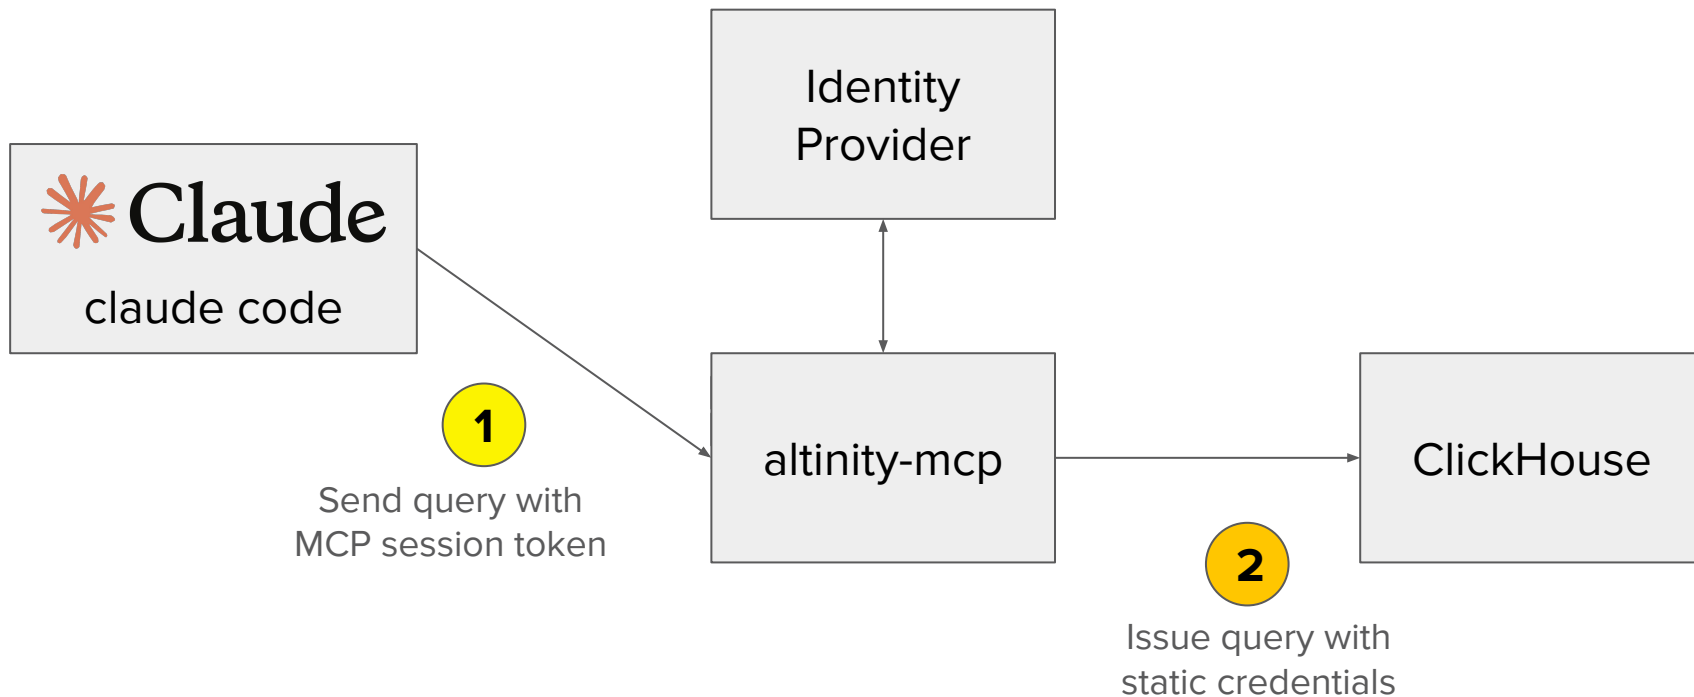 Identity
Provider
Claude
claude code
1
Send query with
MCP session token
altinity-mcp
ClickHouse
2
Issue query with
static credentials